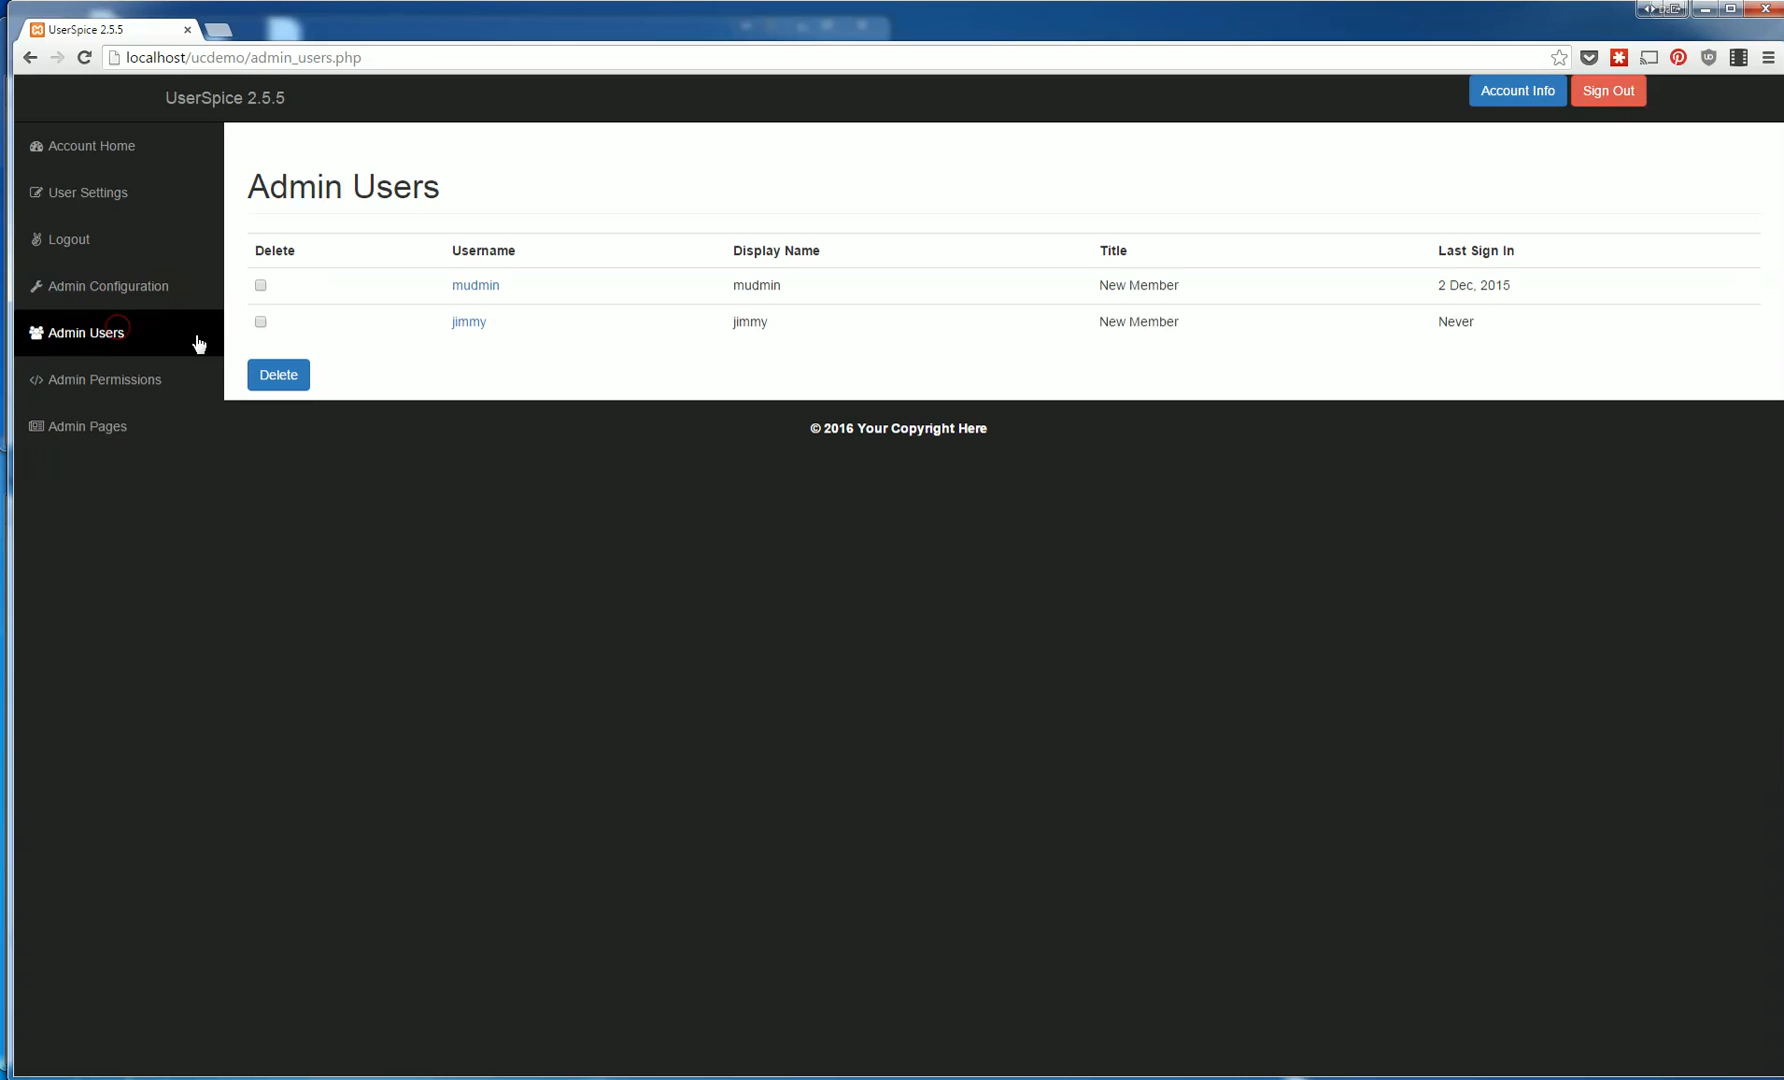 UserSpice 2.5.5
localhost/ucdemo/admin_users.php
UserSpice 2.5.5
Account Info
Sign Out
Account Home
User Settings
Logout
Admin Configuration
Admin Users
Admin Permissions
Admin Pages
Admin Users
Delete Username Display Name Title Last Sign In
mudmin mudmin New Member 2 Dec, 2015
jimmy jimmy New Member Never
Delete
© 2016 Your Copyright Here